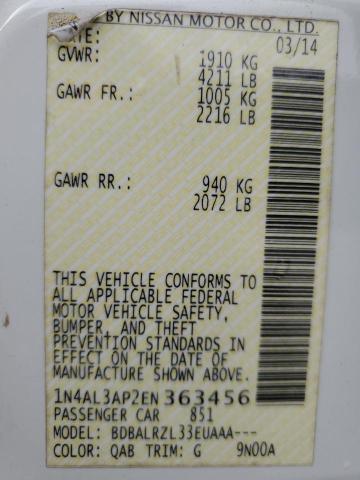 BY NISSAN MOTOR CO., LTD.
DATE: 03/14
GVWR: 1910 KG
4211 LB
GAWR FR.: 1005 KG
2216 LB
GAWR RR.: 940 KG
2072 LB
THIS VEHICLE CONFORMS TO
ALL APPLICABLE FEDERAL
MOTOR VEHICLE SAFETY,
BUMPER, AND THEFT
PREVENTION STANDARDS IN
EFFECT ON THE DATE OF
MANUFACTURE SHOWN ABOVE.
1N4AL3AP2EN 363456
PASSENGER CAR 851
MODEL: BDBALRZL33EUAAA---
COLOR: QAB TRIM: G 9N00A